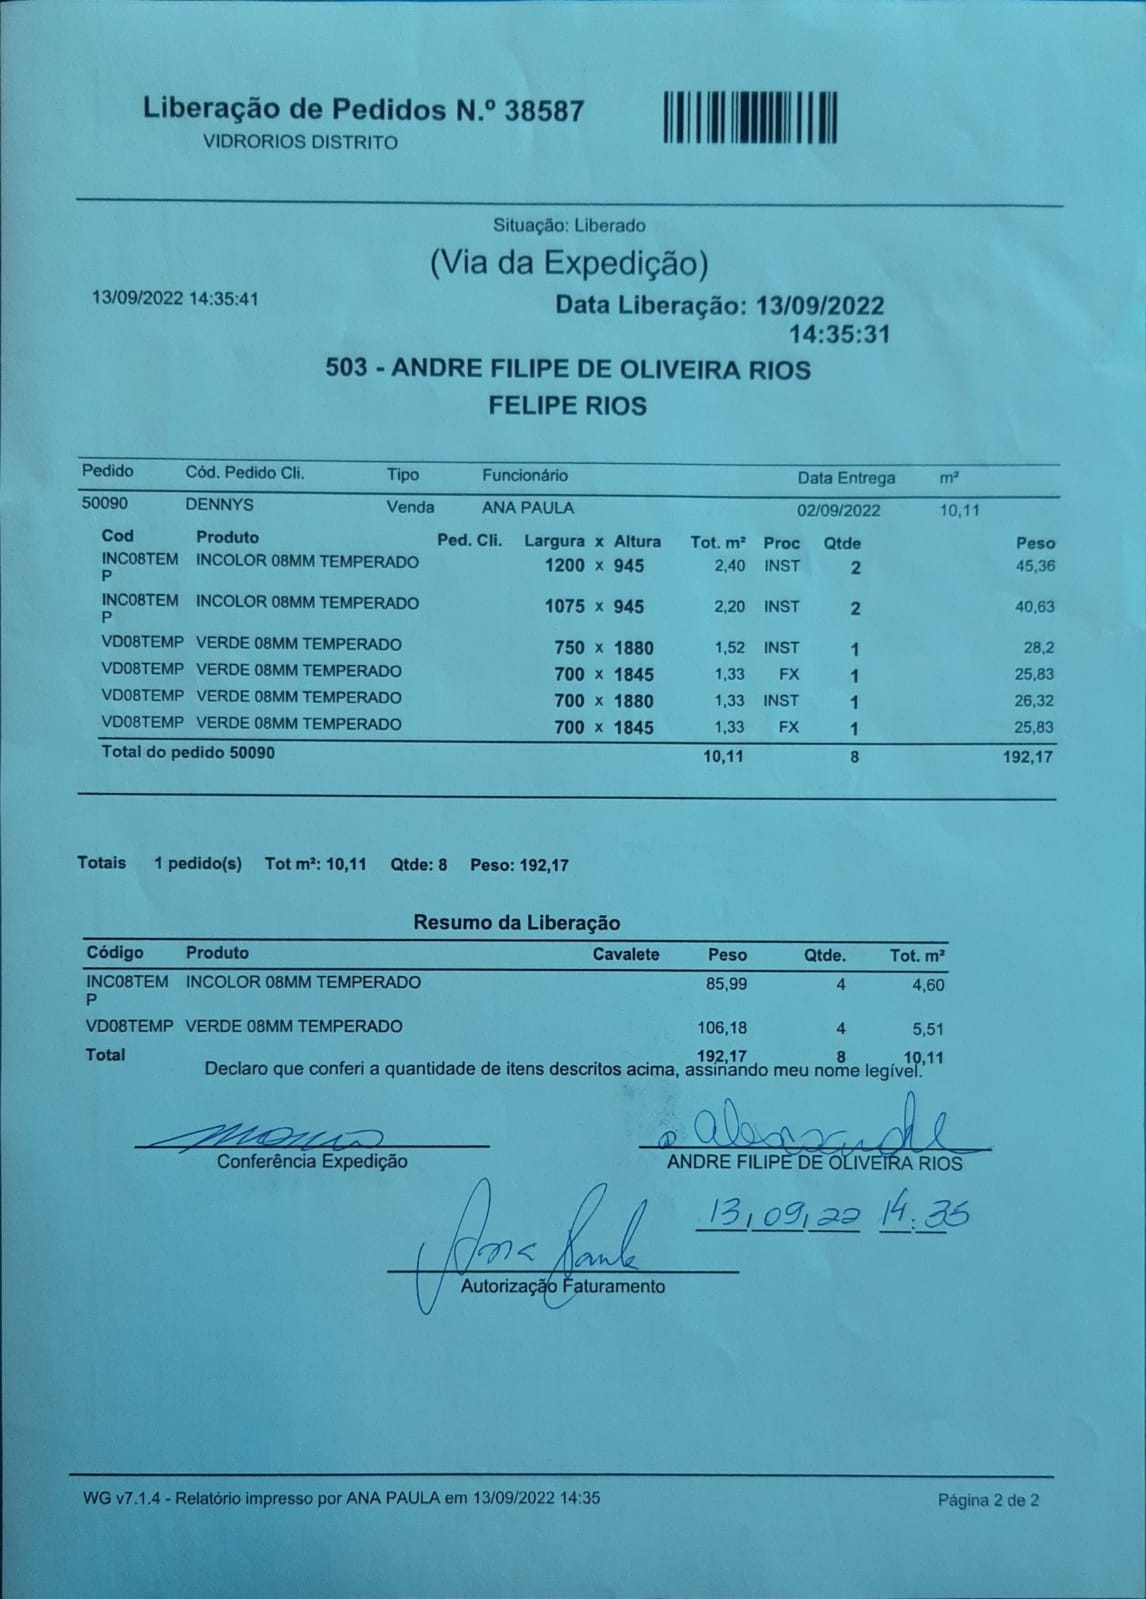 Liberação de Pedidos N.º 38587
VIDRORIOS DISTRITO
Situação: Liberado
(Via da Expedição)
13/09/2022 14:35:41 Data Liberação: 13/09/2022
14:35:31
503 - ANDRE FILIPE DE OLIVEIRA RIOS
FELIPE RIOS
Pedido Cód. Pedido Cli. Tipo Funcionário Data Entrega m²
50090 DENNYS Venda ANA PAULA 02/09/2022 10,11
Cod Produto Ped. Cli. Largura x Altura Tot. m² Proc Qtde Peso
INC08TEM INCOLOR 08MM TEMPERADO 1200 x 945 2,40 INST 2 45,36
P
INC08TEM INCOLOR 08MM TEMPERADO 1075 x 945 2,20 INST 2 40,63
P
VD08TEMP VERDE 08MM TEMPERADO 750 x 1880 1,52 INST 1 28,2
VD08TEMP VERDE 08MM TEMPERADO 700 x 1845 1,33 FX 1 25,83
VD08TEMP VERDE 08MM TEMPERADO 700 x 1880 1,33 INST 1 26,32
VD08TEMP VERDE 08MM TEMPERADO 700 x 1845 1,33 FX 1 25,83
Total do pedido 50090 10,11 8 192,17
Totais 1 pedido(s) Tot m²: 10,11 Qtde: 8 Peso: 192,17
Resumo da Liberação
Código Produto Cavalete Peso Qtde. Tot. m²
INC08TEM INCOLOR 08MM TEMPERADO 85,99 4 4,60
P
VD08TEMP VERDE 08MM TEMPERADO 106,18 4 5,51
Total 192,17 8 10,11
Declaro que conferi a quantidade de itens descritos acima, assinando meu nome legível.
Conferência Expedição
ANDRE FILIPE DE OLIVEIRA RIOS
13,09,22 14:35
Ana Paula
Autorização Faturamento
WG v7.1.4 - Relatório impresso por ANA PAULA em 13/09/2022 14:35 Página 2 de 2